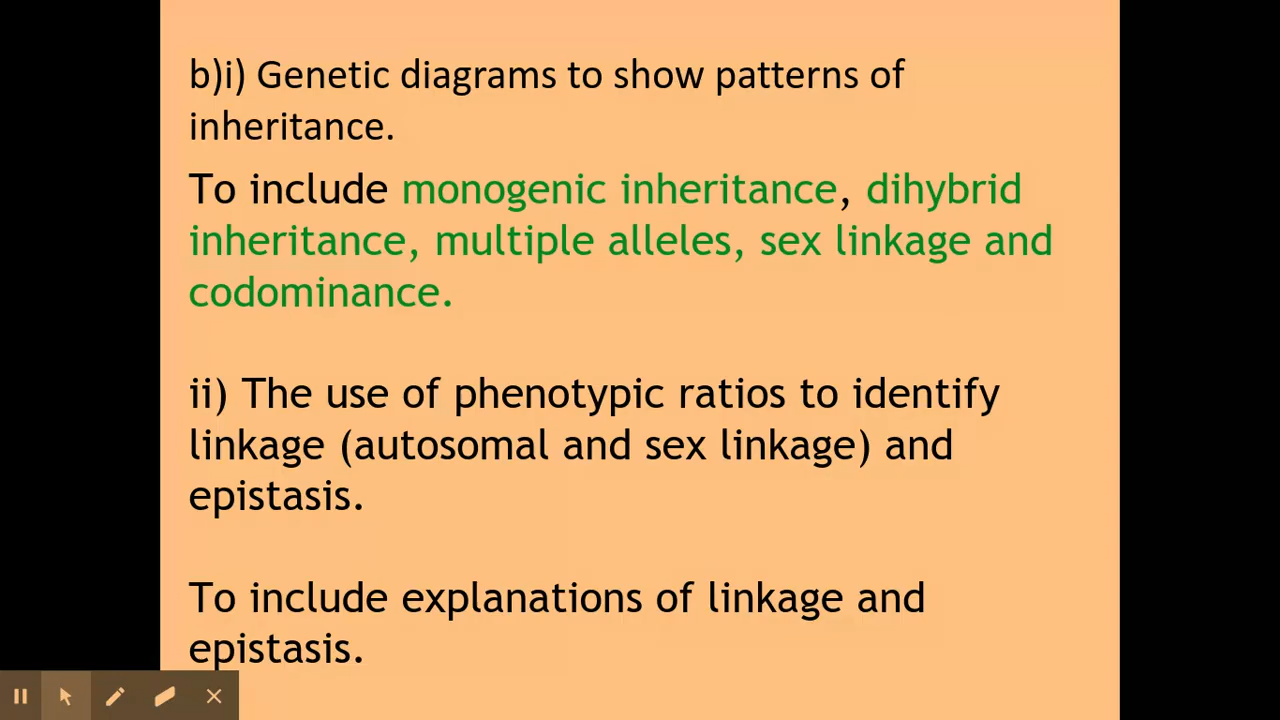 b)i) Genetic diagrams to show patterns of
inheritance.
To include monogenic inheritance, dihybrid
inheritance, multiple alleles, sex linkage and
codominance.
ii) The use of phenotypic ratios to identify
linkage (autosomal and sex linkage) and
epistasis.
To include explanations of linkage and
epistasis.